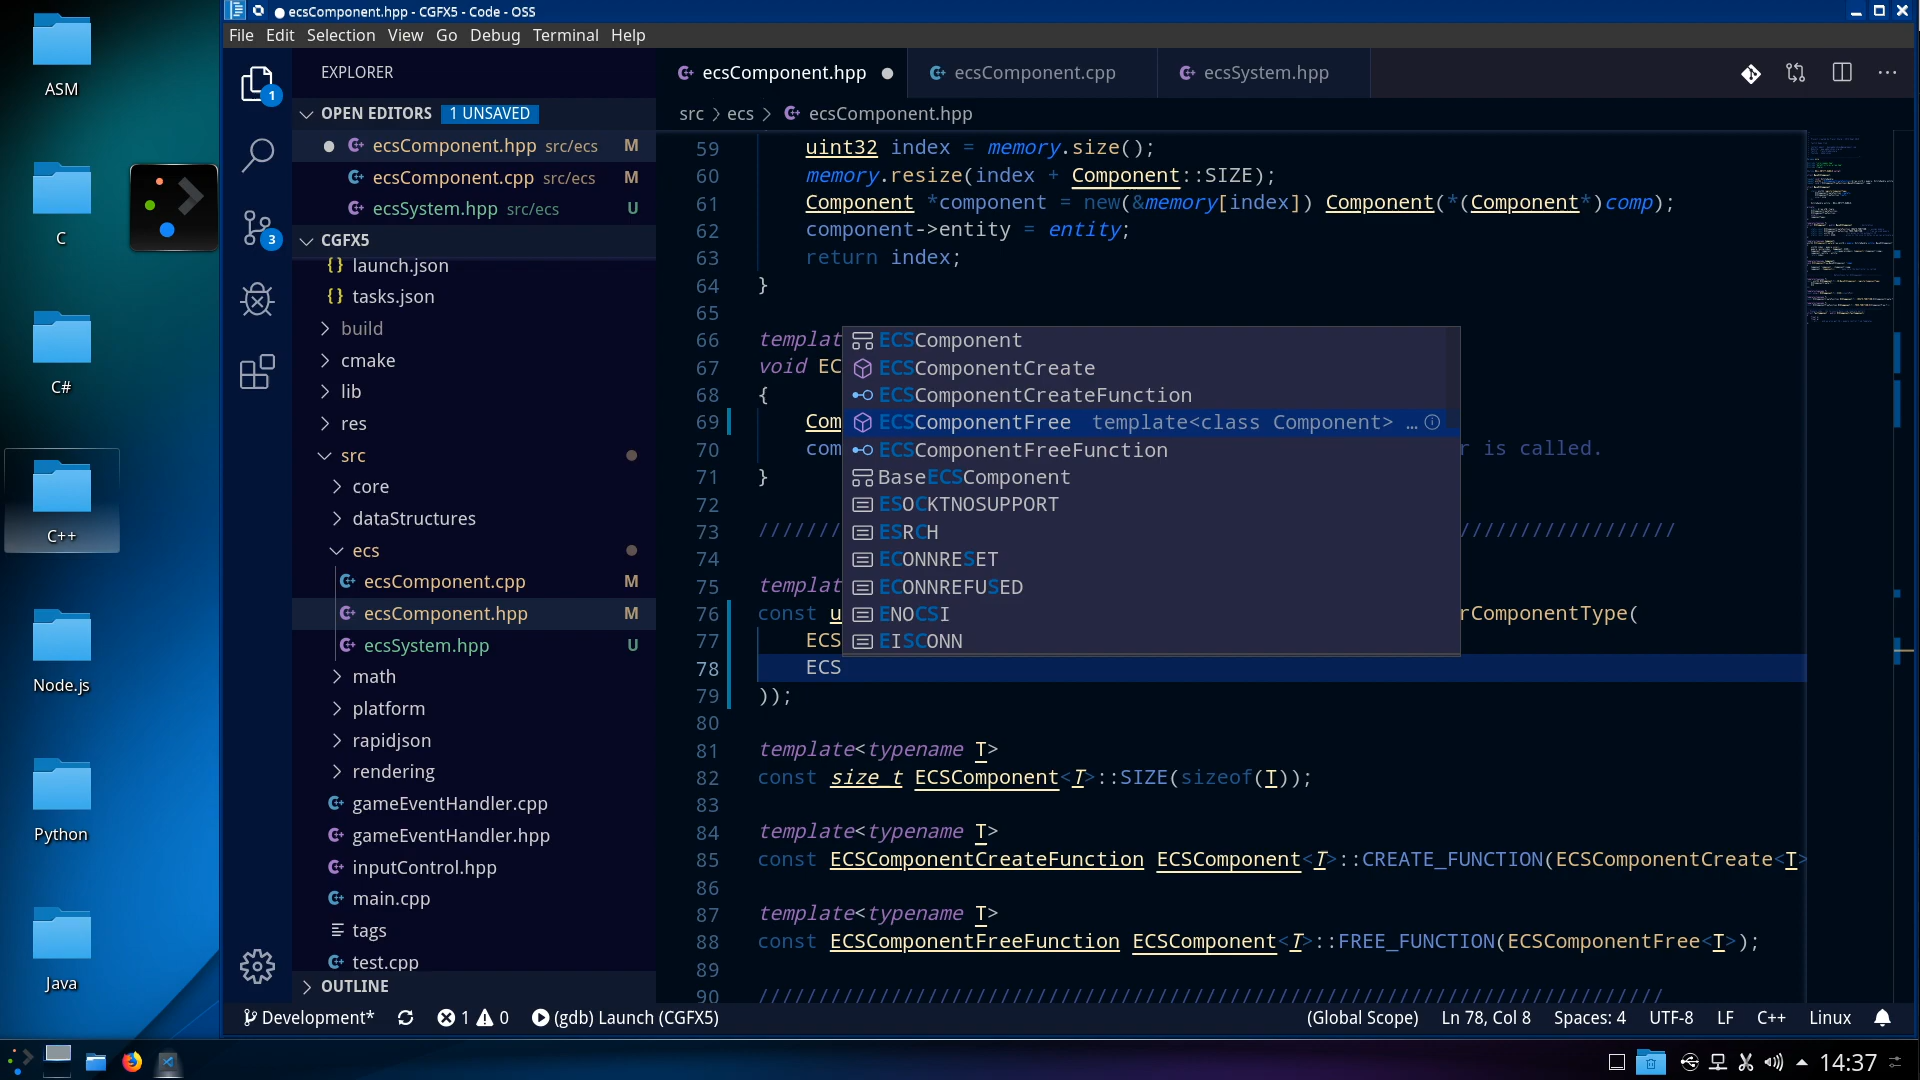 ecsComponent.hpp - CGFX5 - Code - OSS
File Edit Selection View Go Debug Terminal Help
ASM
C
C#
C++
Node.js
Python
Java
1
3
EXPLORER
OPEN EDITORS 1 UNSAVED
ecsComponent.hpp src/ecs M
ecsComponent.cpp src/ecs M
ecsSystem.hpp src/ecs U
CGFX5
launch.json
tasks.json
build
cmake
lib
res
src
core
dataStructures
ecs
ecsComponent.cpp M
ecsComponent.hpp M
ecsSystem.hpp U
math
platform
rapidjson
rendering
gameEventHandler.cpp
gameEventHandler.hpp
inputControl.hpp
main.cpp
tags
test.cpp
OUTLINE
ecsComponent.hpp ecsComponent.cpp ecsSystem.hpp
src > ecs > ecsComponent.hpp
59 uint32 index = memory.size();
60 memory.resize(index + Component::SIZE);
61 Component *component = new(&memory[index]) Component(*(Component*)comp);
62 component->entity = entity;
63 return index;
64 }
65
66 templat
67 void EC
68 {
69 Com
70 com r is called.
71 }
72
73 /////// //////////////////
74
75 templat
76 const u rComponentType(
77 ECS
78 ECS
79 ));
80
81 template<typename T>
82 const size_t ECSComponent<T>::SIZE(sizeof(T));
83
84 template<typename T>
85 const ECSComponentCreateFunction ECSComponent<T>::CREATE_FUNCTION(ECSComponentCreate<T>
86
87 template<typename T>
88 const ECSComponentFreeFunction ECSComponent<T>::FREE_FUNCTION(ECSComponentFree<T>);
89
90 ///////////////////////////////////////////////////////////////////////////
ECSComponent
ECSComponentCreate
ECSComponentCreateFunction
ECSComponentFree template<class Component> …
ECSComponentFreeFunction
BaseECSComponent
ESOCKTNOSUPPORT
ESRCH
ECONNRESET
ECONNREFUSED
ENOCSI
EISCONN
Development* 1 0 (gdb) Launch (CGFX5) (Global Scope) Ln 78, Col 8 Spaces: 4 UTF-8 LF C++ Linux
14:37